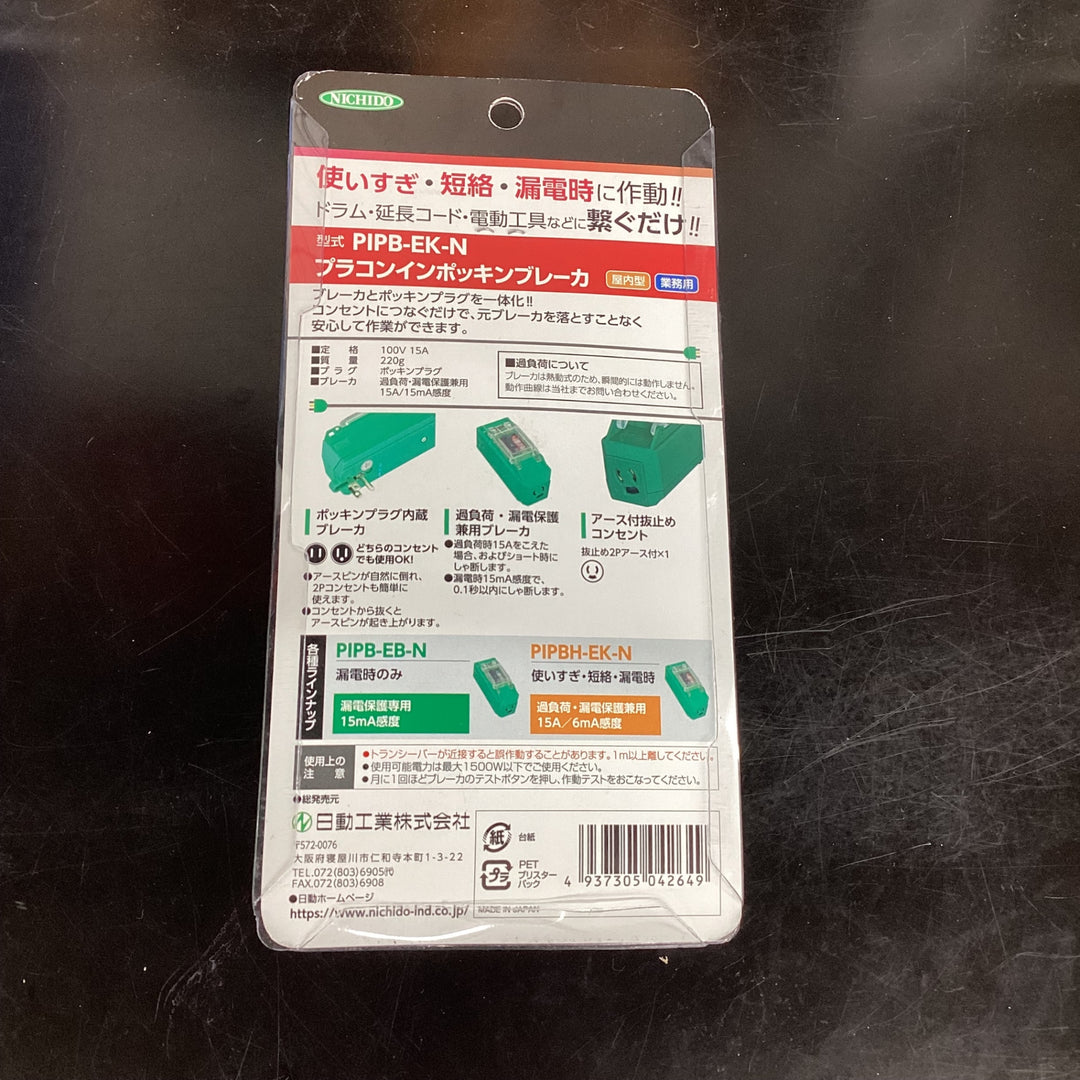 NICHIDO
使いすぎ・短絡・漏電時に作動!!
ドラム・延長コード・電動工具などに繋ぐだけ!!
型式 PIPB-EK-N
プラコンインポッキンブレーカ 屋内型 業務用
ブレーカとポッキンプラグを一体化!!
コンセントにつなぐだけで、元ブレーカを落とすことなく
安心して作業ができます。
■定格 100V 15A
■質量 220g
■プラグ ポッキンプラグ
■ブレーカ 過負荷・漏電保護兼用
15A/15mA感度
■過負荷について
ブレーカは熱動式のため、瞬間的には動作しません。
動作曲線は当社までお問い合わせください。
ポッキンプラグ内蔵
ブレーカ
どちらのコンセント
でも使用OK!
●アースピンが自然に倒れ、
2Pコンセントも簡単に
使えます。
●コンセントから抜くと
アースピンが起き上がります。
過負荷・漏電保護
兼用ブレーカ
●過負荷時15Aをこえた
場合、およびショート時に
しゃ断します。
●漏電時15mA感度で、
0.1秒以内にしゃ断します。
アース付抜止め
コンセント
抜止め2Pアース付×1
各種ラインナップ
PIPB-EB-N
漏電時のみ
漏電保護専用
15mA感度
PIPBH-EK-N
使いすぎ・短絡・漏電時
過負荷・漏電保護兼用
15A/6mA感度
使用上の
注意
●トランシーバーが近接すると誤作動することがあります。1m以上離してください。
●使用可能電力は最大1500W以下でご使用ください。
●月に1回ほどブレーカのテストボタンを押し、作動テストをおこなってください。
●総発売元
日動工業株式会社
〒572-0076
大阪府寝屋川市仁和寺本町1-3-22
TEL.072(803)6905㈹
FAX.072(803)6908
●日動ホームページ
https://www.nichido-ind.co.jp/
紙 台紙
プラ PET
ブリスター
パック
4 937305 042649
MADE IN JAPAN